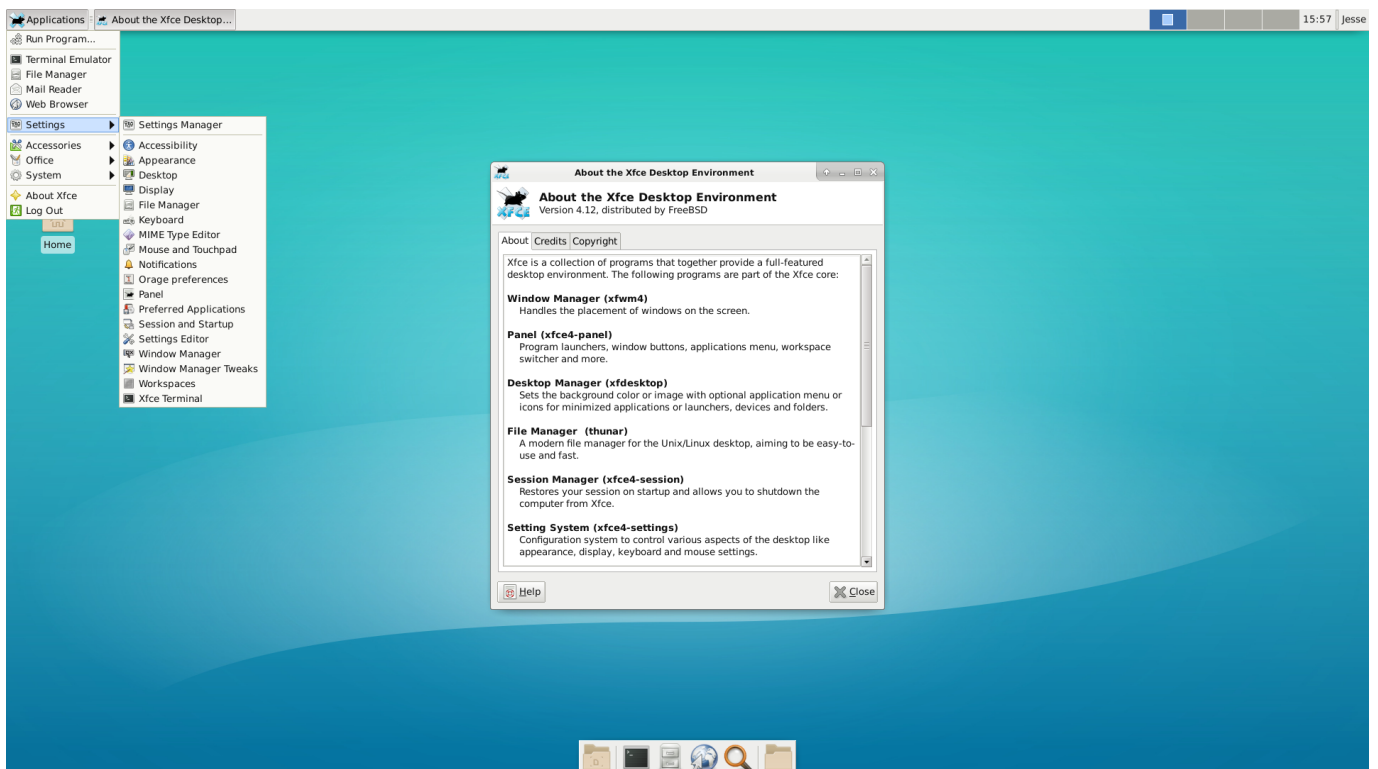 Applications
About the Xfce Desktop...
15:57
Jesse
Run Program...
Terminal Emulator
File Manager
Mail Reader
Web Browser
Settings
Accessories
Office
System
About Xfce
Log Out
Settings Manager
Accessibility
Appearance
Desktop
Display
File Manager
Keyboard
MIME Type Editor
Mouse and Touchpad
Notifications
Orage preferences
Panel
Preferred Applications
Session and Startup
Settings Editor
Window Manager
Window Manager Tweaks
Workspaces
Xfce Terminal
Home
About the Xfce Desktop Environment
XFCE
About the Xfce Desktop Environment
Version 4.12, distributed by FreeBSD
About Credits Copyright
Xfce is a collection of programs that together provide a full-featured
desktop environment. The following programs are part of the Xfce core:
Window Manager (xfwm4)
Handles the placement of windows on the screen.
Panel (xfce4-panel)
Program launchers, window buttons, applications menu, workspace
switcher and more.
Desktop Manager (xfdesktop)
Sets the background color or image with optional application menu or
icons for minimized applications or launchers, devices and folders.
File Manager (thunar)
A modern file manager for the Unix/Linux desktop, aiming to be easy-to-
use and fast.
Session Manager (xfce4-session)
Restores your session on startup and allows you to shutdown the
computer from Xfce.
Setting System (xfce4-settings)
Configuration system to control various aspects of the desktop like
appearance, display, keyboard and mouse settings.
Help
Close